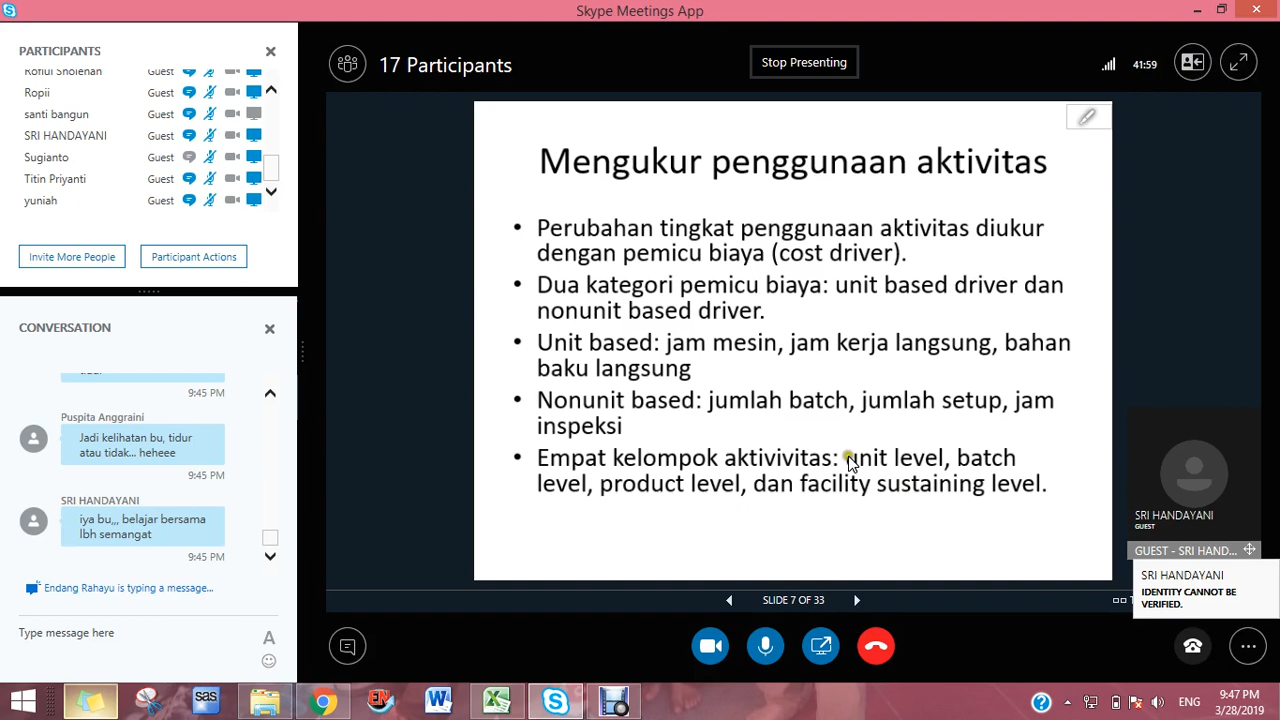 Skype Meetings App
PARTICIPANTS
Rofiul Sholehah Guest
Ropii Guest
santi bangun Guest
SRI HANDAYANI Guest
Sugianto Guest
Titin Priyanti Guest
yuniah Guest
Invite More People
Participant Actions
CONVERSATION
9:45 PM
Puspita Anggraini
Jadi kelihatan bu, tidur
atau tidak... heheee
9:45 PM
SRI HANDAYANI
iya bu,,, belajar bersama
lbh semangat
9:45 PM
Endang Rahayu is typing a message...
Type message here
A
17 Participants
Stop Presenting
41:59
Mengukur penggunaan aktivitas
• Perubahan tingkat penggunaan aktivitas diukur
dengan pemicu biaya (cost driver).
• Dua kategori pemicu biaya: unit based driver dan
nonunit based driver.
• Unit based: jam mesin, jam kerja langsung, bahan
baku langsung
• Nonunit based: jumlah batch, jumlah setup, jam
inspeksi
• Empat kelompok aktivivitas: unit level, batch
level, product level, dan facility sustaining level.
SRI HANDAYANI
GUEST
GUEST - SRI HAND...
SRI HANDAYANI
IDENTITY CANNOT BE
VERIFIED.
SLIDE 7 OF 33
sas
ENG
9:47 PM
3/28/2019